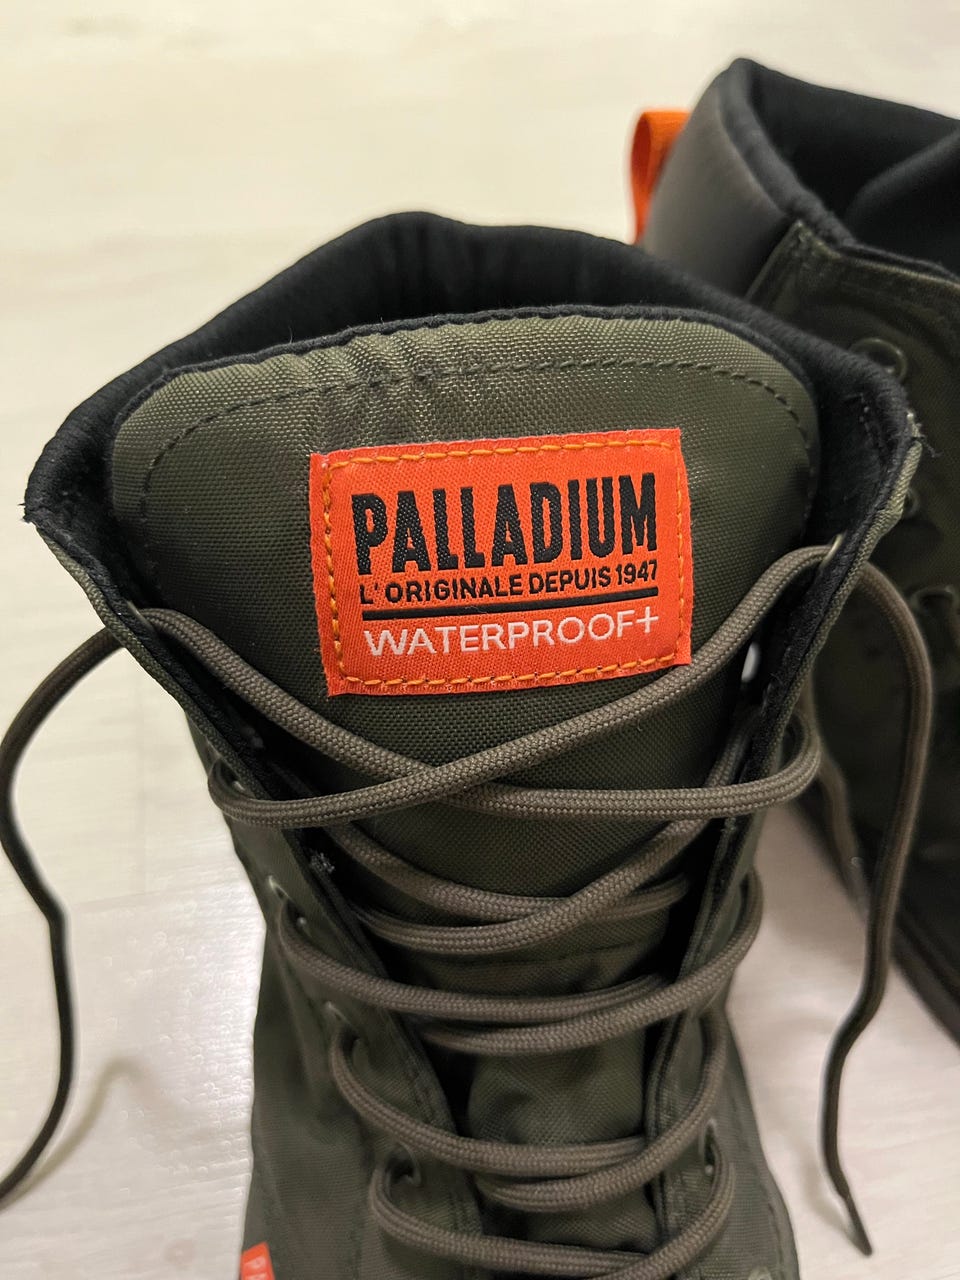 PALLADIUM
L'ORIGINALE DEPUIS 1947
WATERPROOF+